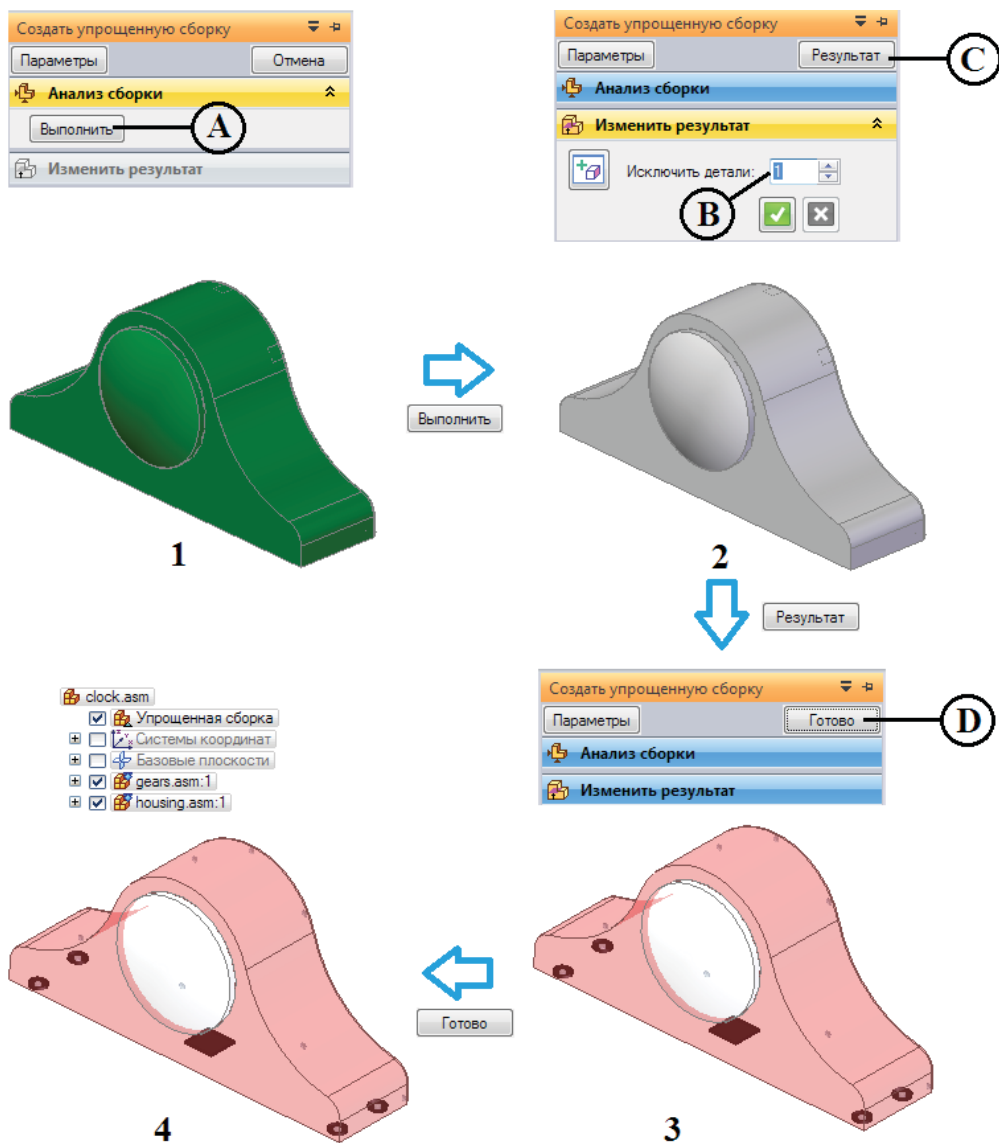 Создать упрощенную сборку
Параметры
Отмена
Анализ сборки
Выполнить
A
Изменить результат
Создать упрощенную сборку
Параметры
Результат
C
Анализ сборки
Изменить результат
Исключить детали: 1
B
Выполнить
1
2
Результат
clock.asm
Упрощенная сборка
Системы координат
Базовые плоскости
gears.asm:1
housing.asm:1
Создать упрощенную сборку
Параметры
Готово
D
Анализ сборки
Изменить результат
Готово
4
3